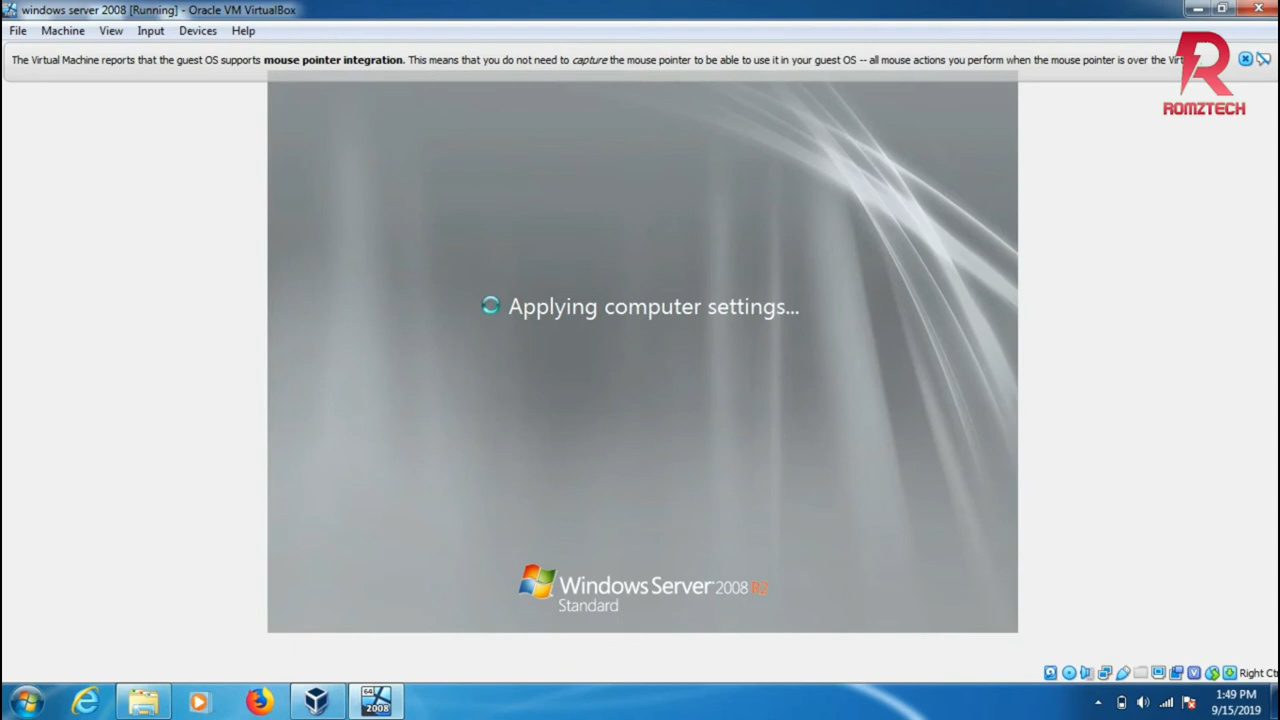 windows server 2008 [Running] - Oracle VM VirtualBox
File Machine View Input Devices Help
The Virtual Machine reports that the guest OS supports mouse pointer integration. This means that you do not need to capture the mouse pointer to be able to use it in your guest OS -- all mouse actions you perform when the mouse pointer is over the
ROMZTECH
Applying computer settings...
Windows Server 2008 R2
Standard
Right
64
2008
1:49 PM
9/15/2019